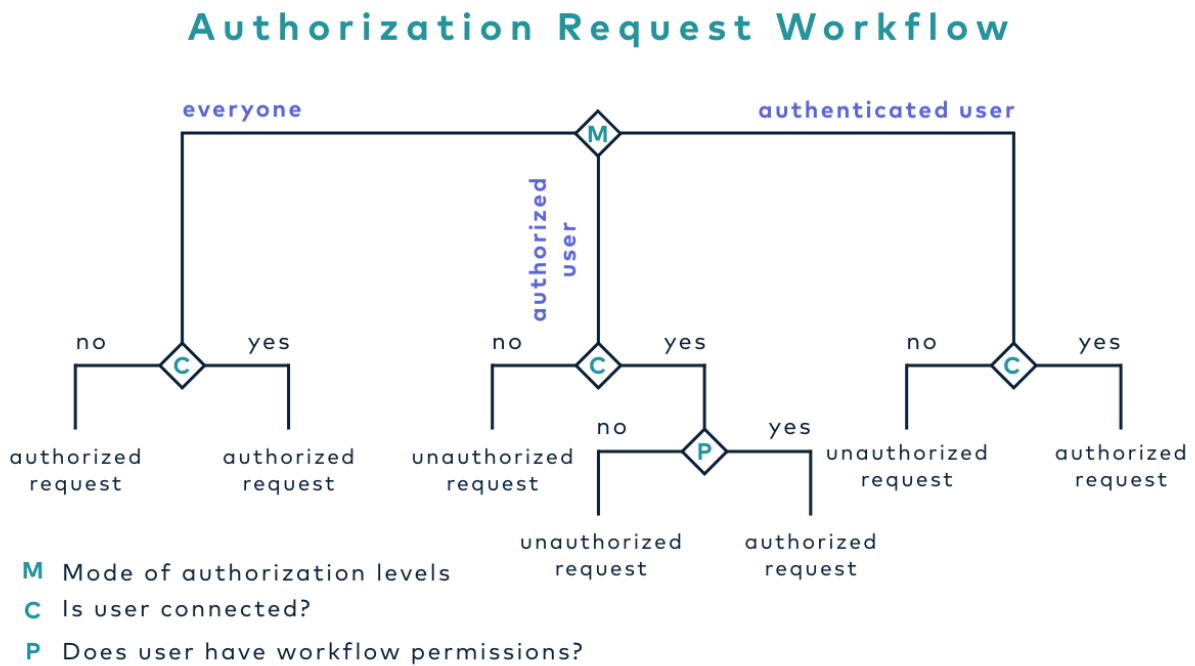 Authorization Request Workflow
everyone
M
authenticated user
authorized
user
no
C
yes
no
C
yes
no
C
yes
authorized
request
authorized
request
unauthorized
request
no
P
yes
unauthorized
request
authorized
request
unauthorized
request
authorized
request
M Mode of authorization levels
C Is user connected?
P Does user have workflow permissions?